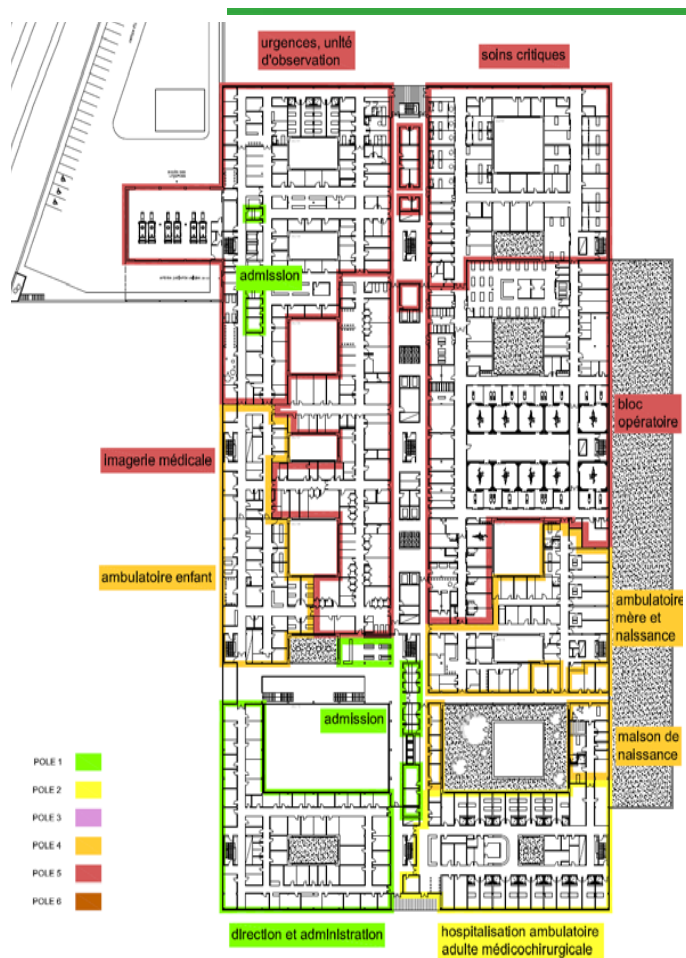 urgences, unité
d'observation
soins critiques
admission
bloc
opératoire
imagerie médicale
ambulatoire enfant
ambulatoire
mère et
naissance
admission
maison de
naissance
POLE 1
POLE 2
POLE 3
POLE 4
POLE 5
POLE 6
direction et administration
hospitalisation ambulatoire
adulte médicochirurgicale